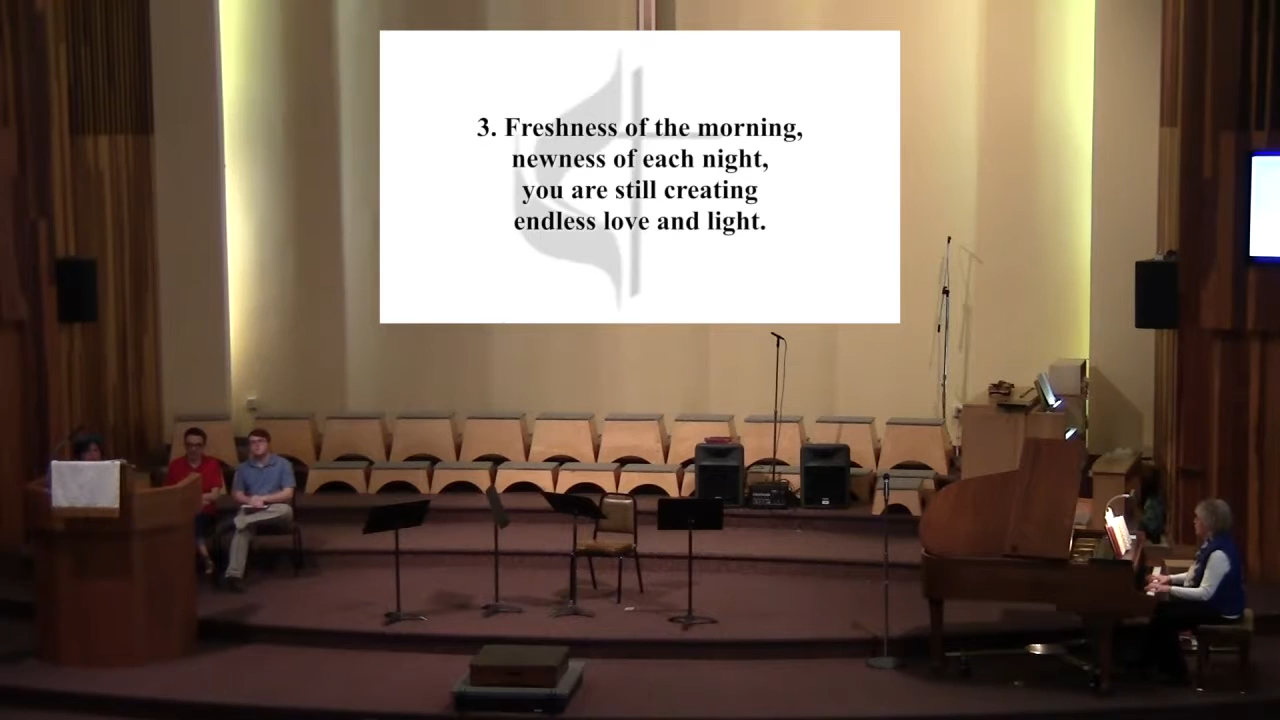 3. Freshness of the morning,
newness of each night,
you are still creating
endless love and light.